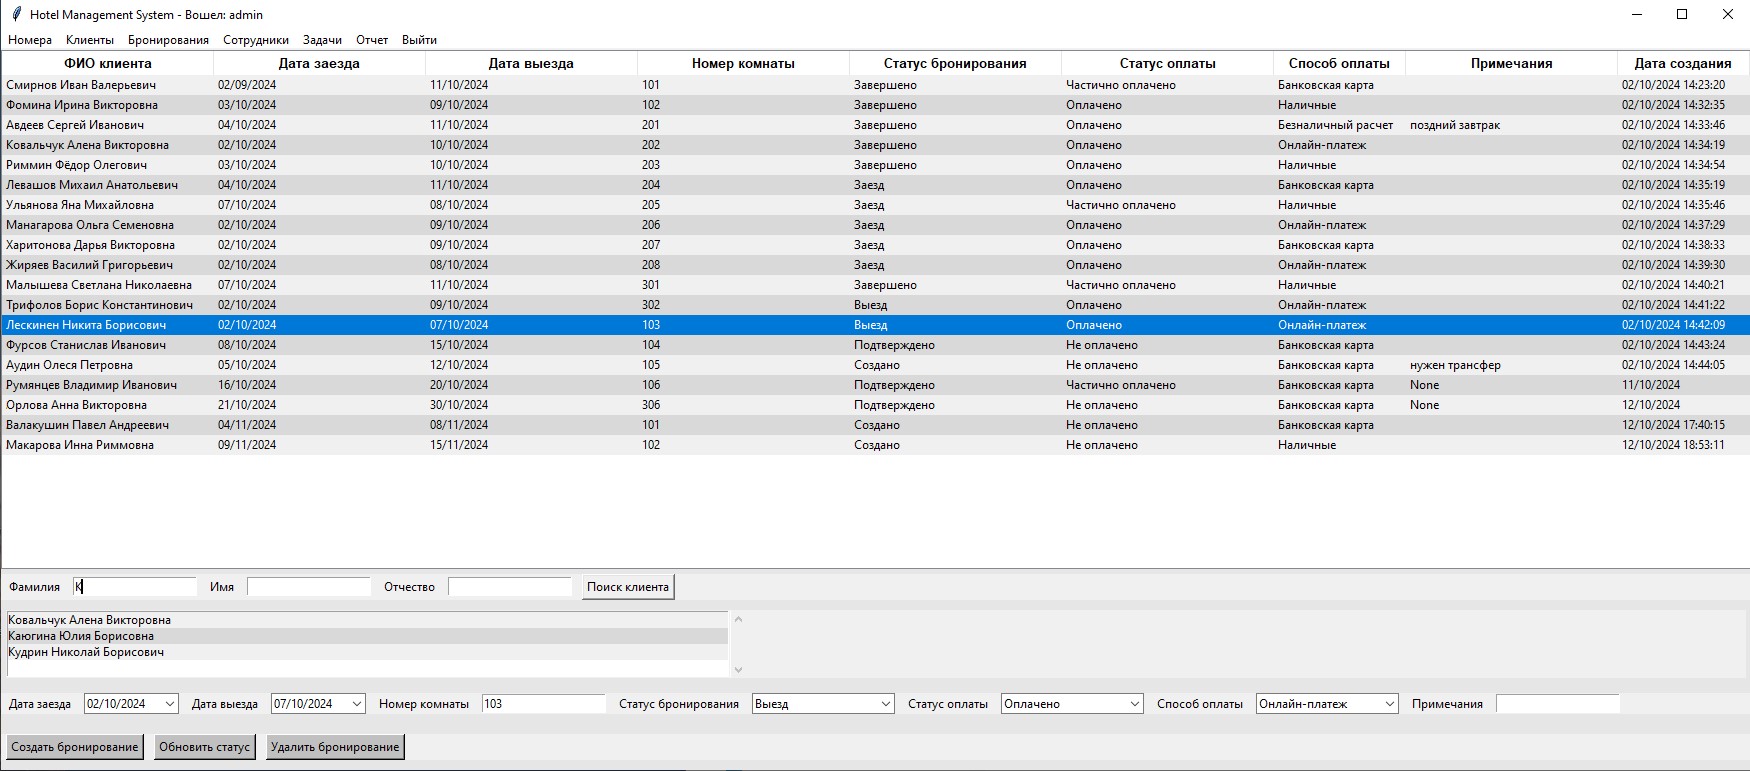 Hotel Management System - Вошел: admin
Номера Клиенты Бронирования Сотрудники Задачи Отчет Выйти
ФИО клиента Дата заезда Дата выезда Номер комнаты Статус бронирования Статус оплаты Способ оплаты Примечания Дата создания
Смирнов Иван Валерьевич 02/09/2024 11/10/2024 101 Завершено Частично оплачено Банковская карта 02/10/2024 14:23:20
Фомина Ирина Викторовна 03/10/2024 09/10/2024 102 Завершено Оплачено Наличные 02/10/2024 14:32:35
Авдеев Сергей Иванович 04/10/2024 11/10/2024 201 Завершено Оплачено Безналичный расчет поздний завтрак 02/10/2024 14:33:46
Ковальчук Алена Викторовна 02/10/2024 10/10/2024 202 Завершено Оплачено Онлайн-платеж 02/10/2024 14:34:19
Риммин Фёдор Олегович 03/10/2024 10/10/2024 203 Завершено Оплачено Наличные 02/10/2024 14:34:54
Левашов Михаил Анатольевич 04/10/2024 11/10/2024 204 Заезд Оплачено Банковская карта 02/10/2024 14:35:19
Ульянова Яна Михайловна 07/10/2024 08/10/2024 205 Заезд Частично оплачено Наличные 02/10/2024 14:35:46
Манагарова Ольга Семеновна 02/10/2024 09/10/2024 206 Заезд Оплачено Онлайн-платеж 02/10/2024 14:37:29
Харитонова Дарья Викторовна 02/10/2024 09/10/2024 207 Заезд Оплачено Банковская карта 02/10/2024 14:38:33
Жиряев Василий Григорьевич 02/10/2024 08/10/2024 208 Заезд Оплачено Онлайн-платеж 02/10/2024 14:39:30
Малышева Светлана Николаевна 07/10/2024 11/10/2024 301 Завершено Частично оплачено Наличные 02/10/2024 14:40:21
Трифолов Борис Константинович 02/10/2024 09/10/2024 302 Выезд Оплачено Онлайн-платеж 02/10/2024 14:41:22
Лескинен Никита Борисович 02/10/2024 07/10/2024 103 Выезд Оплачено Онлайн-платеж 02/10/2024 14:42:09
Фурсов Станислав Иванович 08/10/2024 15/10/2024 104 Подтверждено Не оплачено Банковская карта 02/10/2024 14:43:24
Аудин Олеся Петровна 05/10/2024 12/10/2024 105 Создано Не оплачено Банковская карта нужен трансфер 02/10/2024 14:44:05
Румянцев Владимир Иванович 16/10/2024 20/10/2024 106 Подтверждено Частично оплачено Банковская карта None 11/10/2024
Орлова Анна Викторовна 21/10/2024 30/10/2024 306 Подтверждено Не оплачено Банковская карта None 12/10/2024
Валакушин Павел Андреевич 04/11/2024 08/11/2024 101 Создано Не оплачено Банковская карта 12/10/2024 17:40:15
Макарова Инна Риммовна 09/11/2024 15/11/2024 102 Создано Не оплачено Наличные 12/10/2024 18:53:11
Фамилия К Имя Отчество Поиск клиента
Ковальчук Алена Викторовна
Каюгина Юлия Борисовна
Кудрин Николай Борисович
Дата заезда 02/10/2024 Дата выезда 07/10/2024 Номер комнаты 103 Статус бронирования Выезд Статус оплаты Оплачено Способ оплаты Онлайн-платеж Примечания
Создать бронирование Обновить статус Удалить бронирование